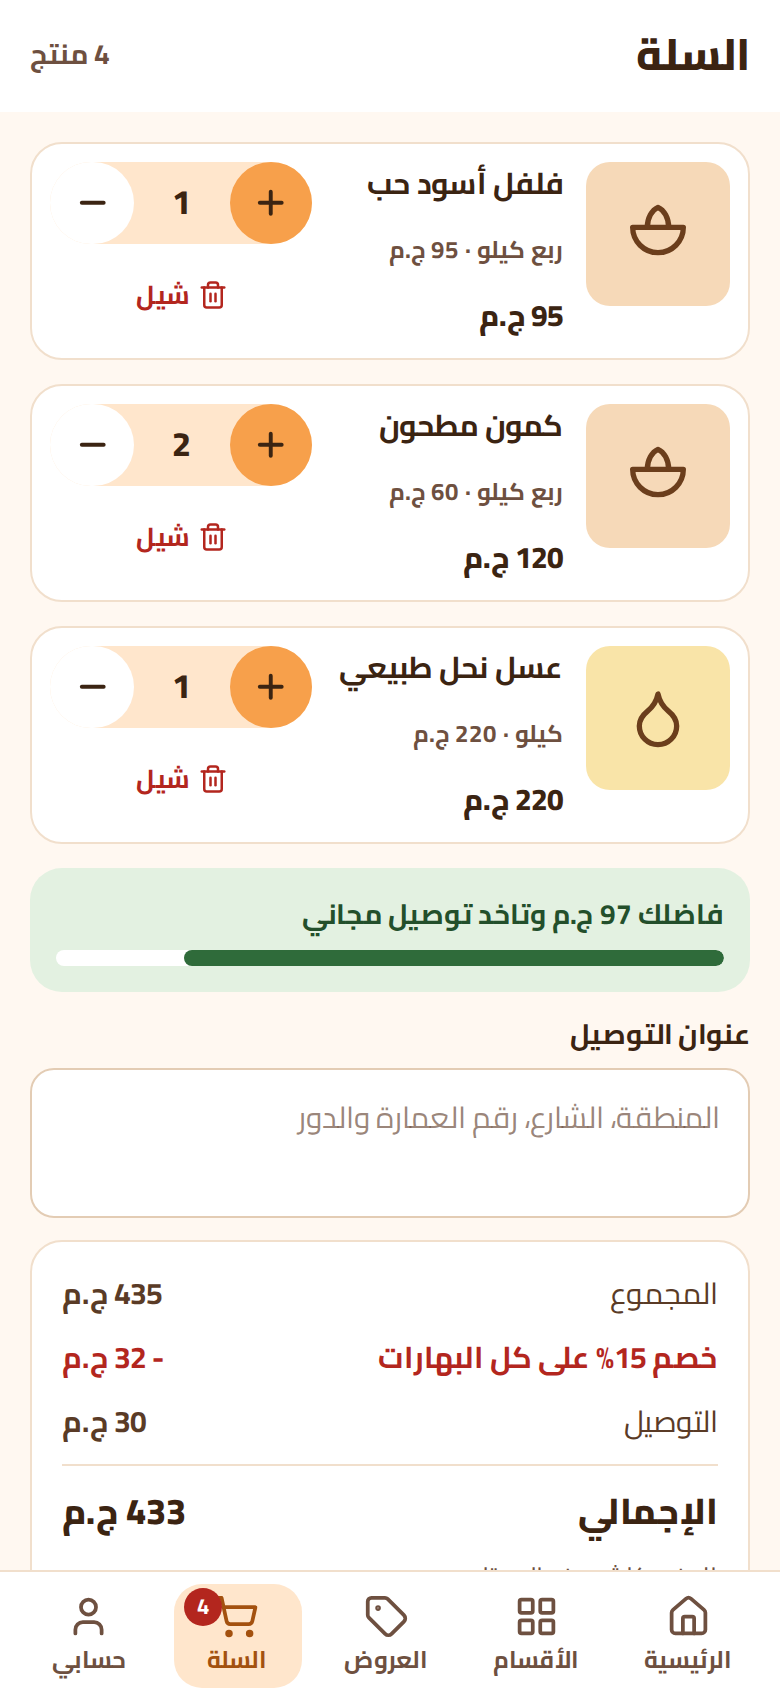 السلة
4 منتج
فلفل أسود حب
ربع كيلو · 95 ج.م
95 ج.م
1
شيل
كمون مطحون
ربع كيلو · 60 ج.م
120 ج.م
2
شيل
عسل نحل طبيعي
كيلو · 220 ج.م
220 ج.م
1
شيل
فاضلك 97 ج.م وتاخد توصيل مجاني
عنوان التوصيل
المنطقة، الشارع، رقم العمارة والدور
المجموع 435 ج.م
خصم 15% على كل البهارات - 32 ج.م
التوصيل 30 ج.م
الإجمالي 433 ج.م
الرئيسية
الأقسام
العروض
4
السلة
حسابي